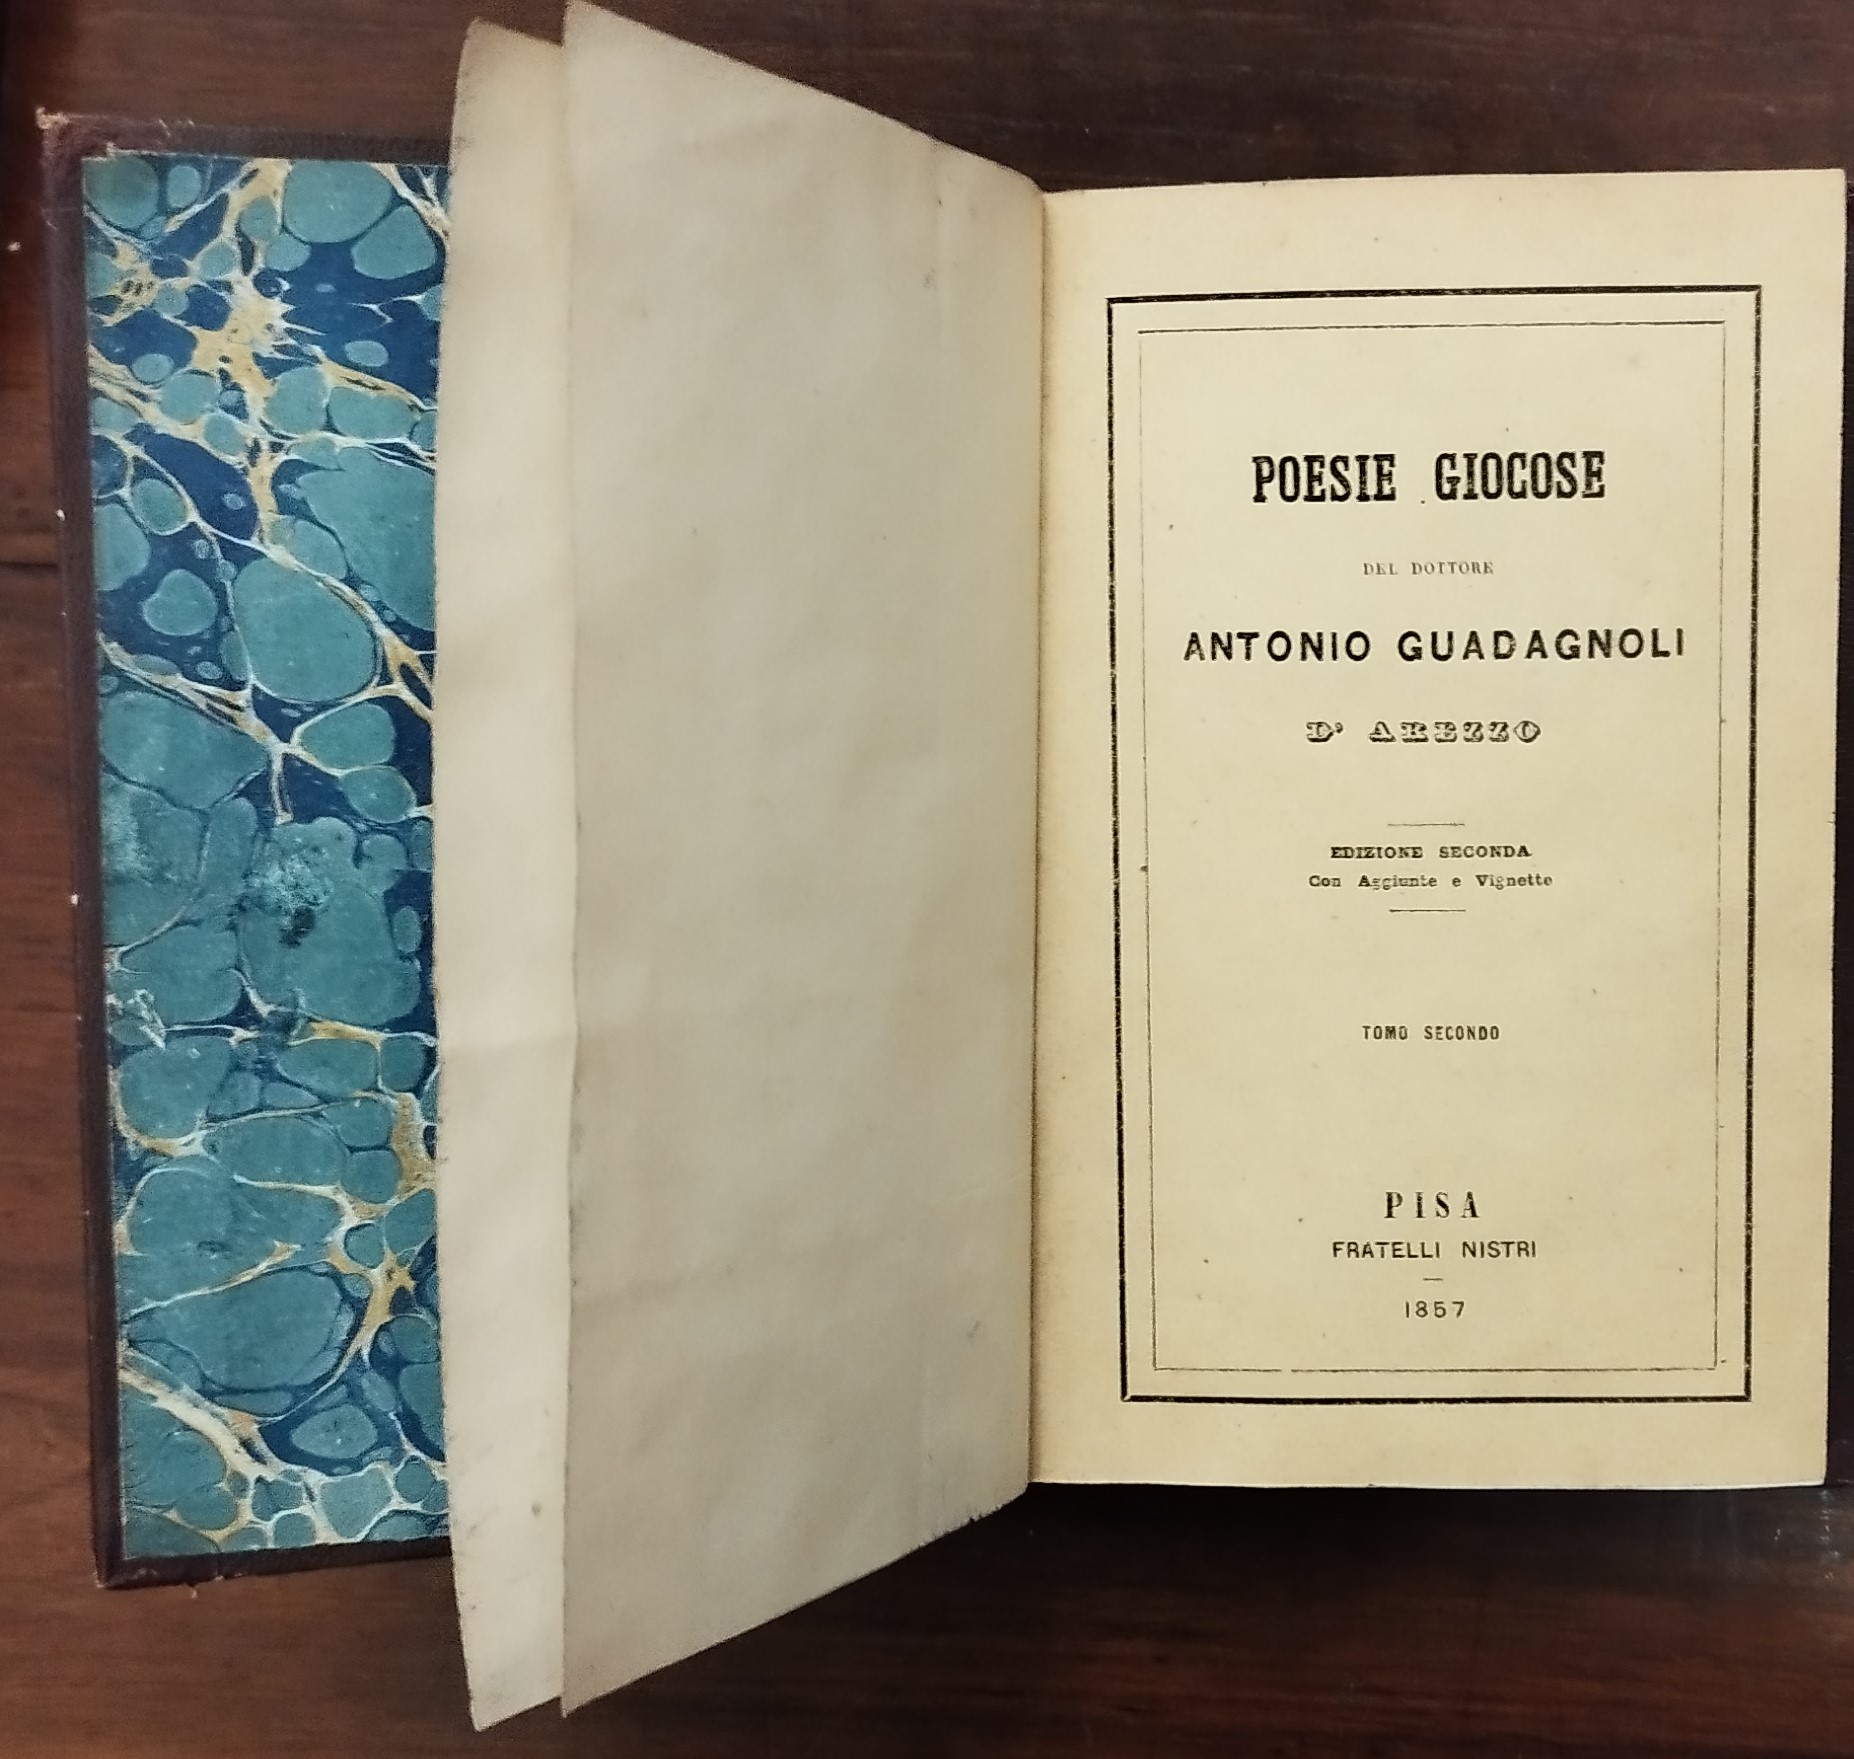 POESIE GIOCOSE
DEL DOTTORE
ANTONIO GUADAGNOLI
D' AREZZO
EDIZIONE SECONDA
Con Aggiunte e Vignette
TOMO SECONDO
PISA
FRATELLI NISTRI
1857